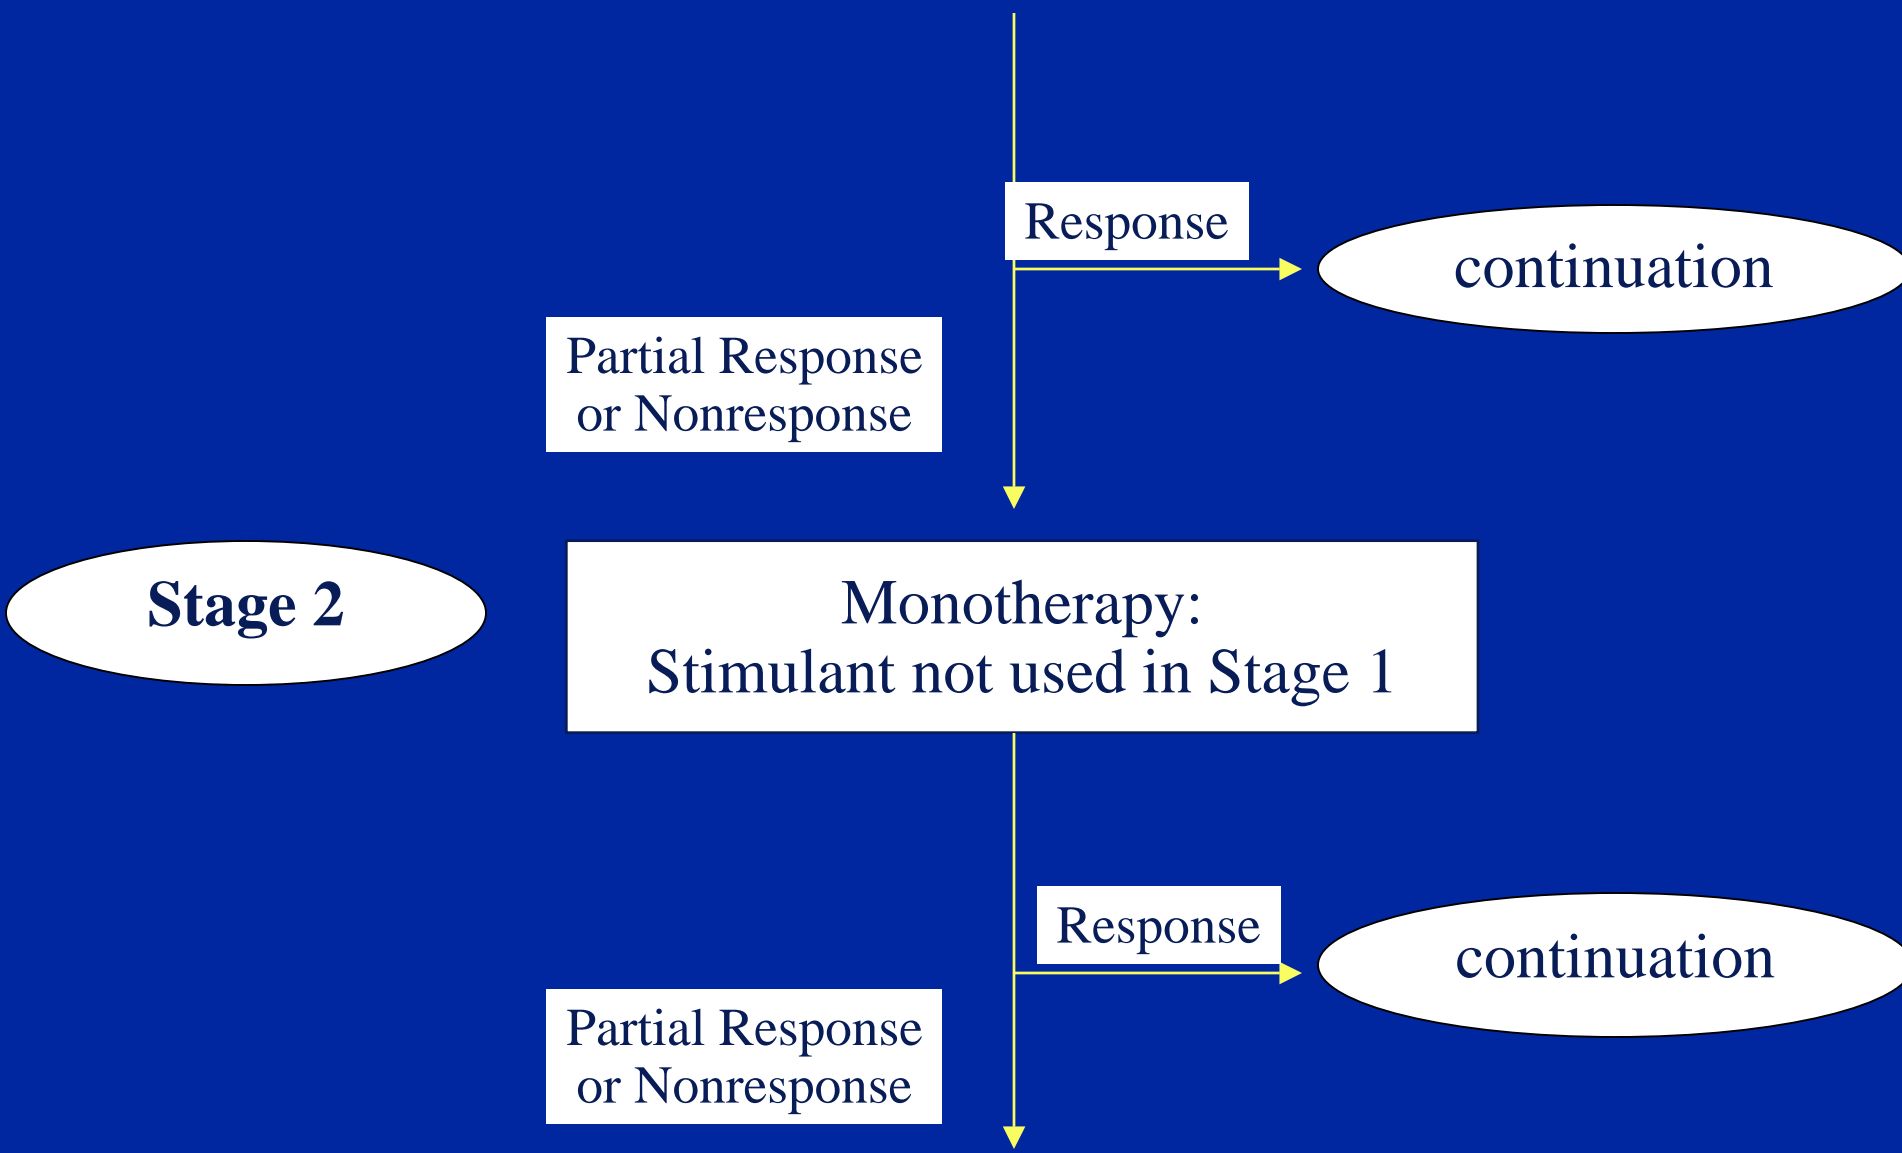 Response
continuation
Partial Response
or Nonresponse
Stage 2
Monotherapy:
Stimulant not used in Stage 1
Response
continuation
Partial Response
or Nonresponse